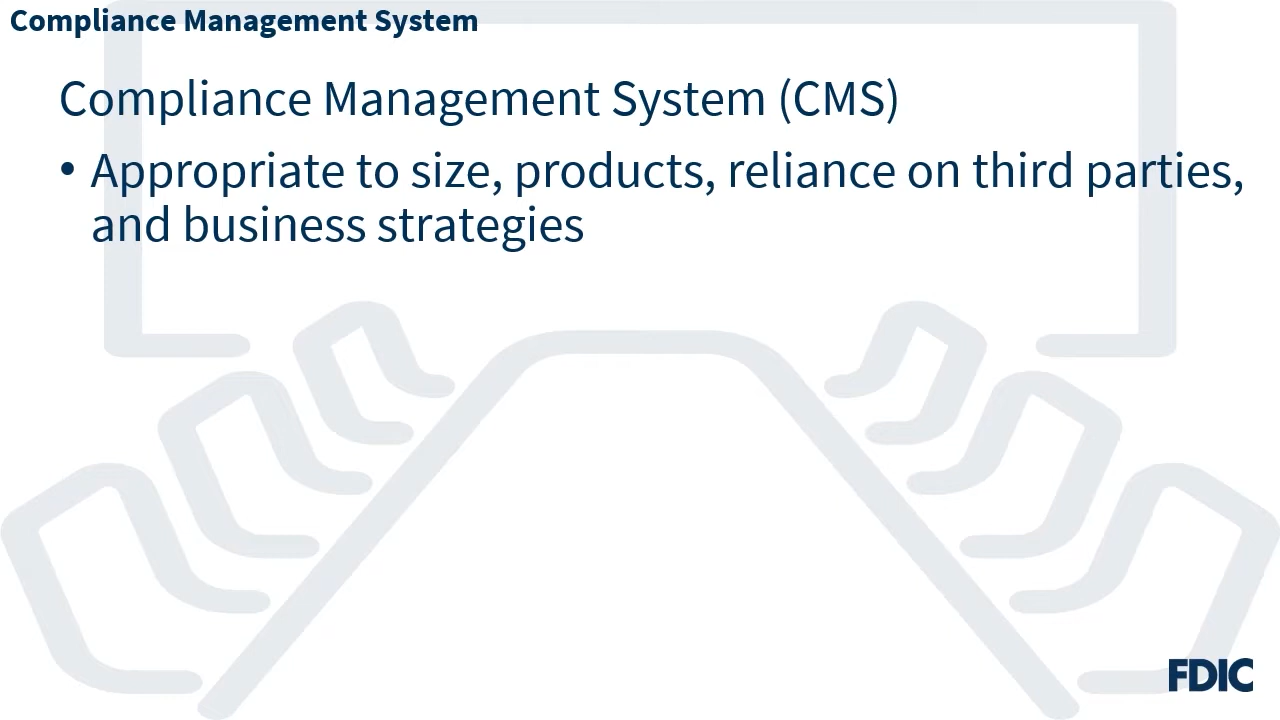 Compliance Management System
Compliance Management System (CMS)
• Appropriate to size, products, reliance on third parties,
and business strategies
FDIC